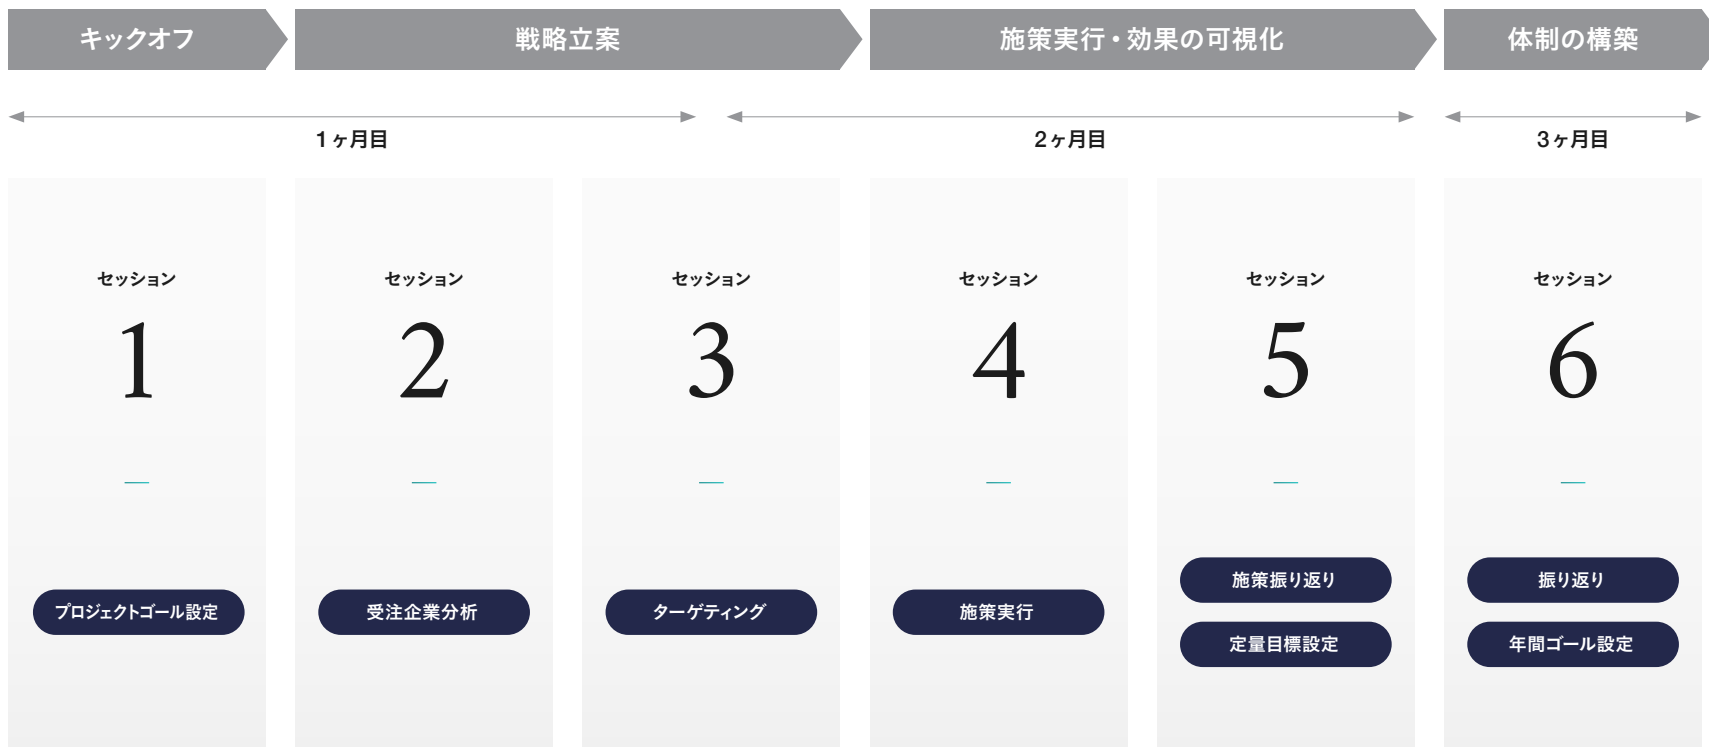 キックオフ
戦略立案
施策実行・効果の可視化
体制の構築
1ヶ月目
2ヶ月目
3ヶ月目
セッション
1
プロジェクトゴール設定
セッション
2
受注企業分析
セッション
3
ターゲティング
セッション
4
施策実行
セッション
5
施策振り返り
定量目標設定
セッション
6
振り返り
年間ゴール設定